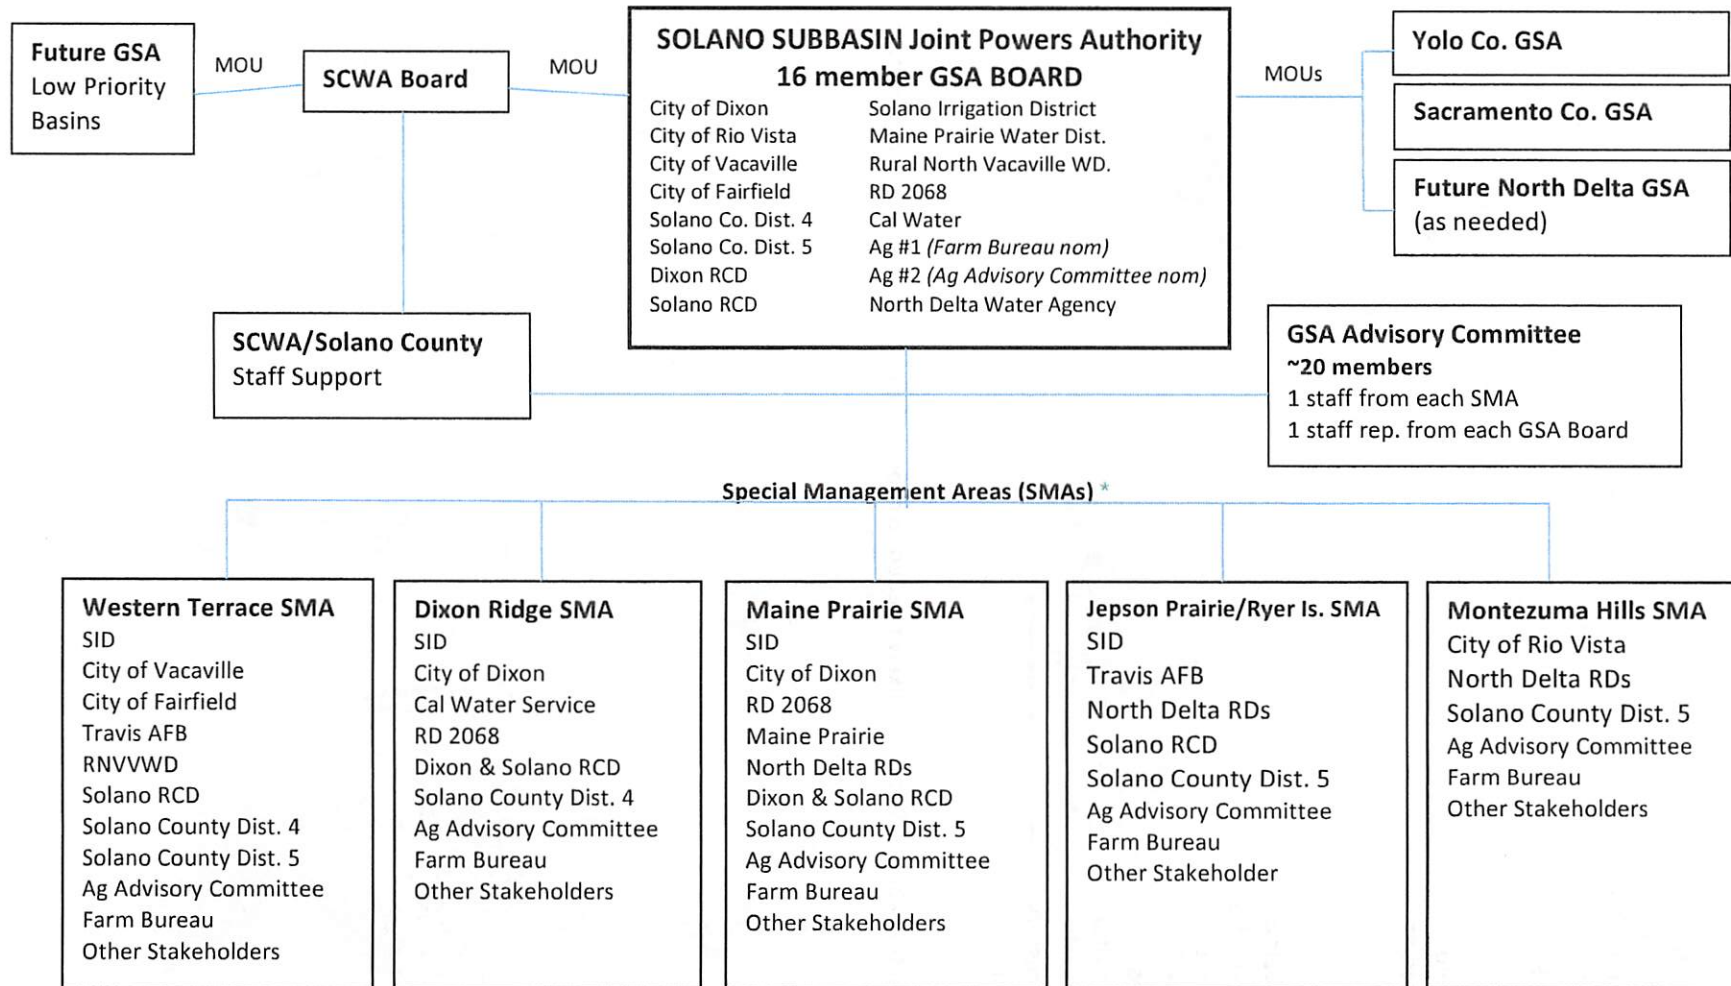 Future GSA
Low Priority
Basins
MOU
SCWA Board
MOU
SOLANO SUBBASIN Joint Powers Authority
16 member GSA BOARD
City of Dixon Solano Irrigation District
City of Rio Vista Maine Prairie Water Dist.
City of Vacaville Rural North Vacaville WD.
City of Fairfield RD 2068
Solano Co. Dist. 4 Cal Water
Solano Co. Dist. 5 Ag #1 (Farm Bureau nom)
Dixon RCD Ag #2 (Ag Advisory Committee nom)
Solano RCD North Delta Water Agency
MOUs
Yolo Co. GSA
Sacramento Co. GSA
Future North Delta GSA
(as needed)
SCWA/Solano County
Staff Support
GSA Advisory Committee
~20 members
1 staff from each SMA
1 staff rep. from each GSA Board
Special Management Areas (SMAs) *
Western Terrace SMA
SID
City of Vacaville
City of Fairfield
Travis AFB
RNVVWD
Solano RCD
Solano County Dist. 4
Solano County Dist. 5
Ag Advisory Committee
Farm Bureau
Other Stakeholders
Dixon Ridge SMA
SID
City of Dixon
Cal Water Service
RD 2068
Dixon & Solano RCD
Solano County Dist. 4
Ag Advisory Committee
Farm Bureau
Other Stakeholders
Maine Prairie SMA
SID
City of Dixon
RD 2068
Maine Prairie
North Delta RDs
Dixon & Solano RCD
Solano County Dist. 5
Ag Advisory Committee
Farm Bureau
Other Stakeholders
Jepson Prairie/Ryer Is. SMA
SID
Travis AFB
North Delta RDs
Solano RCD
Solano County Dist. 5
Ag Advisory Committee
Farm Bureau
Other Stakeholder
Montezuma Hills SMA
City of Rio Vista
North Delta RDs
Solano County Dist. 5
Ag Advisory Committee
Farm Bureau
Other Stakeholders